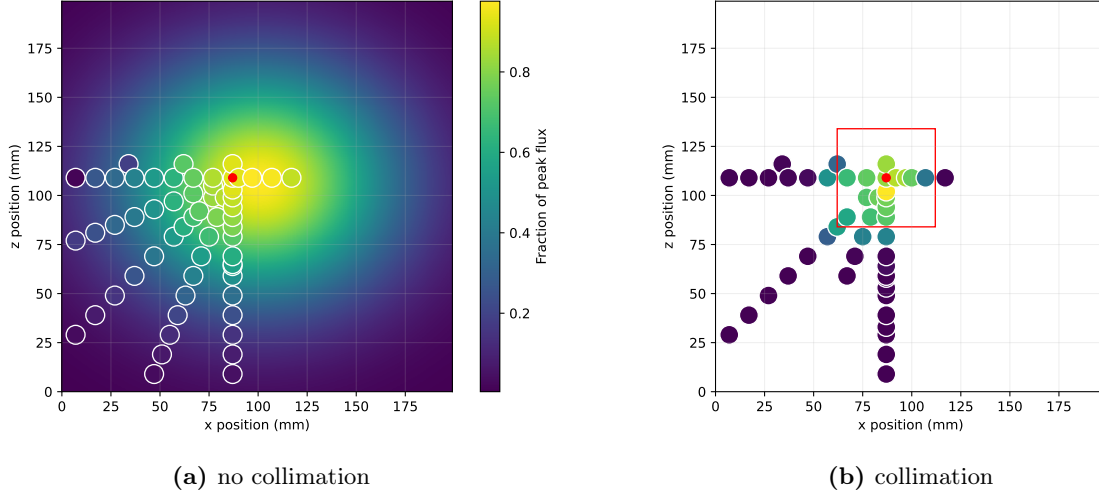 175
150
125
100
75
50
25
0
z position (mm)
0 25 50 75 100 125 150 175
x position (mm)
0.8
0.6
0.4
0.2
Fraction of peak flux
175
150
125
100
75
50
25
0
z position (mm)
0 25 50 75 100 125 150 175
x position (mm)
(a) no collimation
(b) collimation